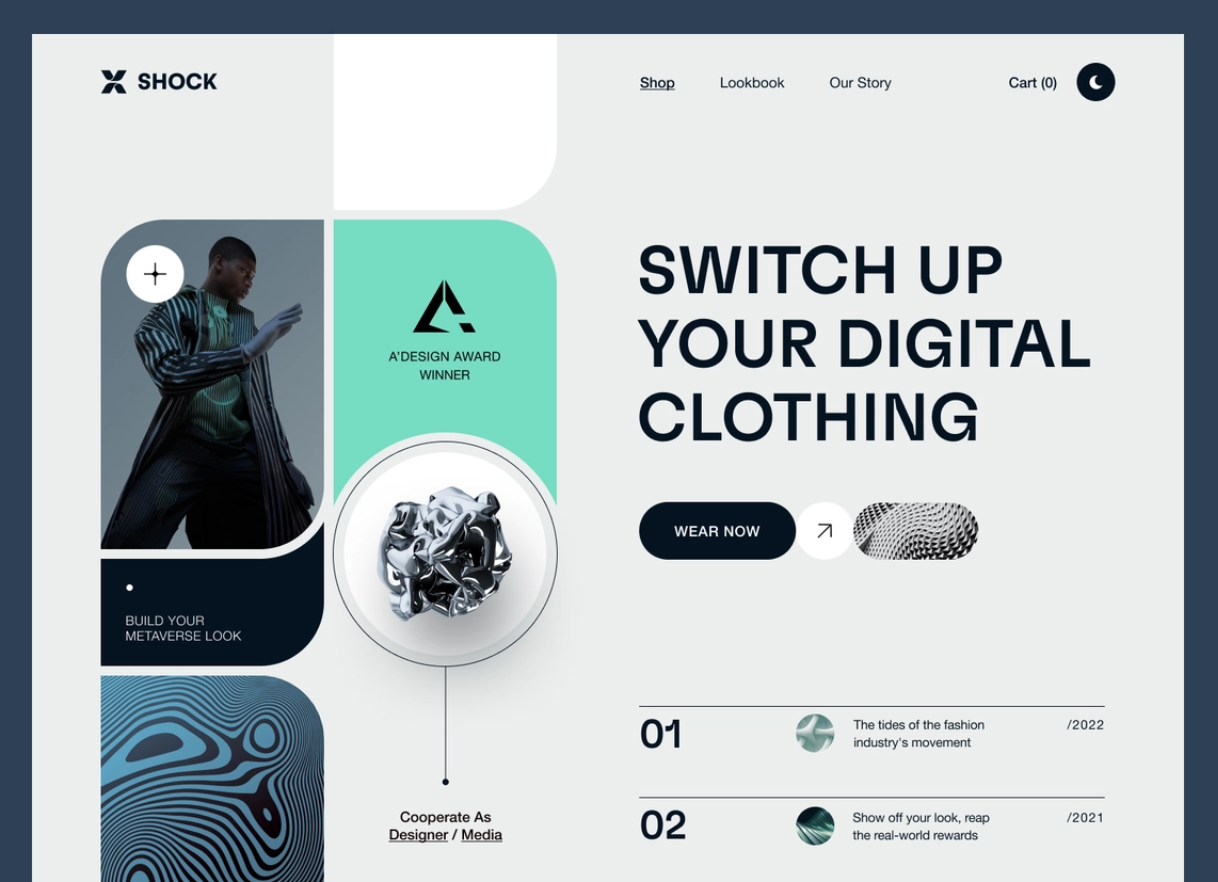 SHOCK
Shop
Lookbook
Our Story
Cart (0)
A'DESIGN AWARD
WINNER
SWITCH UP
YOUR DIGITAL
CLOTHING
WEAR NOW
BUILD YOUR
METAVERSE LOOK
Cooperate As
Designer / Media
01
The tides of the fashion
industry's movement
/2022
02
Show off your look, reap
the real-world rewards
/2021